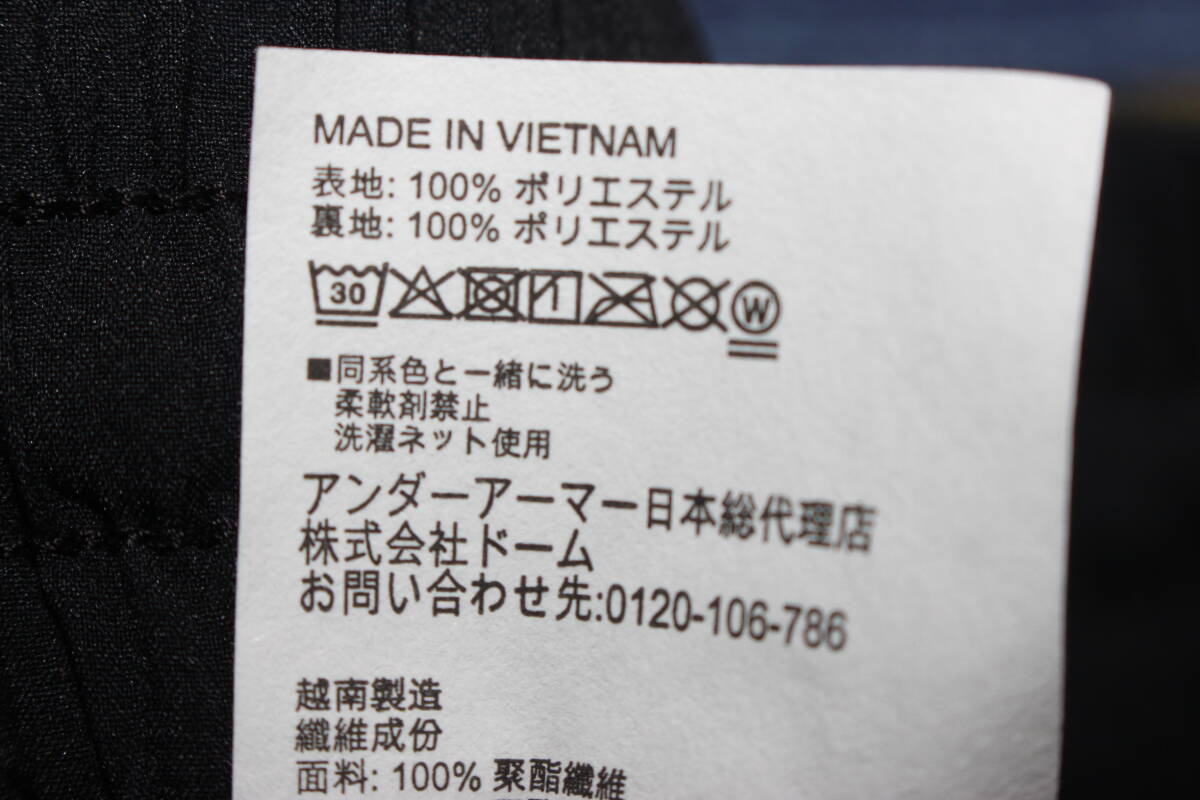 MADE IN VIETNAM
表地: 100% ポリエステル
裏地: 100% ポリエステル
30 W
■同系色と一緒に洗う
柔軟剤禁止
洗濯ネット使用
アンダーアーマー日本総代理店
株式会社ドーム
お問い合わせ先:0120-106-786
越南製造
纖維成份
面料: 100% 聚酯纖維